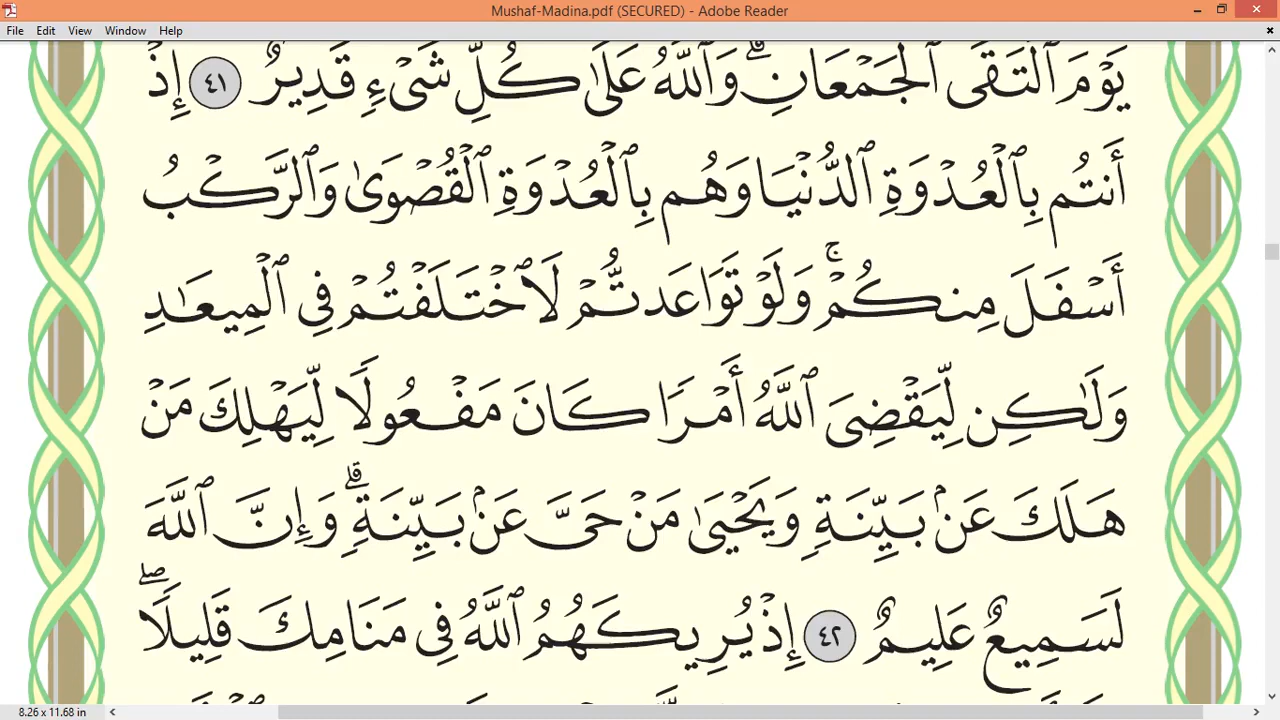 Mushaf-Madina.pdf (SECURED) - Adobe Reader
File Edit View Window Help
يَوْمَ ٱلْتَقَى ٱلْجَمْعَانِ ۗ وَٱللَّهُ عَلَىٰ كُلِّ شَىْءٍ قَدِيرٌ ٤١ إِذْ
أَنتُم بِٱلْعُدْوَةِ ٱلدُّنْيَا وَهُم بِٱلْعُدْوَةِ ٱلْقُصْوَىٰ وَٱلرَّكْبُ
أَسْفَلَ مِنكُمْ ۚ وَلَوْ تَوَاعَدتُّمْ لَٱخْتَلَفْتُمْ فِى ٱلْمِيعَـٰدِ
وَلَـٰكِن لِّيَقْضِىَ ٱللَّهُ أَمْرًا كَانَ مَفْعُولًا لِّيَهْلِكَ مَنْ
هَلَكَ عَنۢ بَيِّنَةٍ وَيَحْيَىٰ مَنْ حَىَّ عَنۢ بَيِّنَةٍ ۗ وَإِنَّ ٱللَّهَ
لَسَمِيعٌ عَلِيمٌ ٤٢ إِذْ يُرِيكَهُمُ ٱللَّهُ فِى مَنَامِكَ قَلِيلًا ۖ
8.26 x 11.68 in